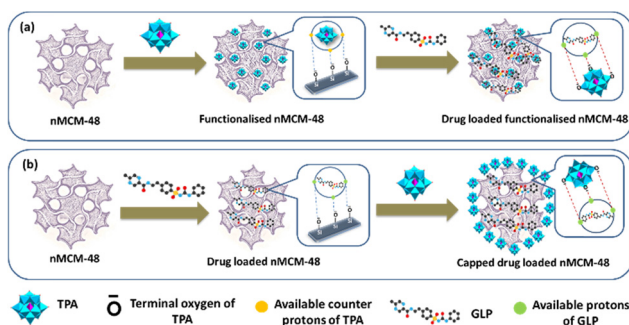 (a)
nMCM-48
Functionalised nMCM-48
Drug loaded functionalised nMCM-48
(b)
nMCM-48
Drug loaded nMCM-48
Capped drug loaded nMCM-48
TPA
Ō
Terminal oxygen of
TPA
Available counter
protons of TPA
GLP
Available protons
of GLP